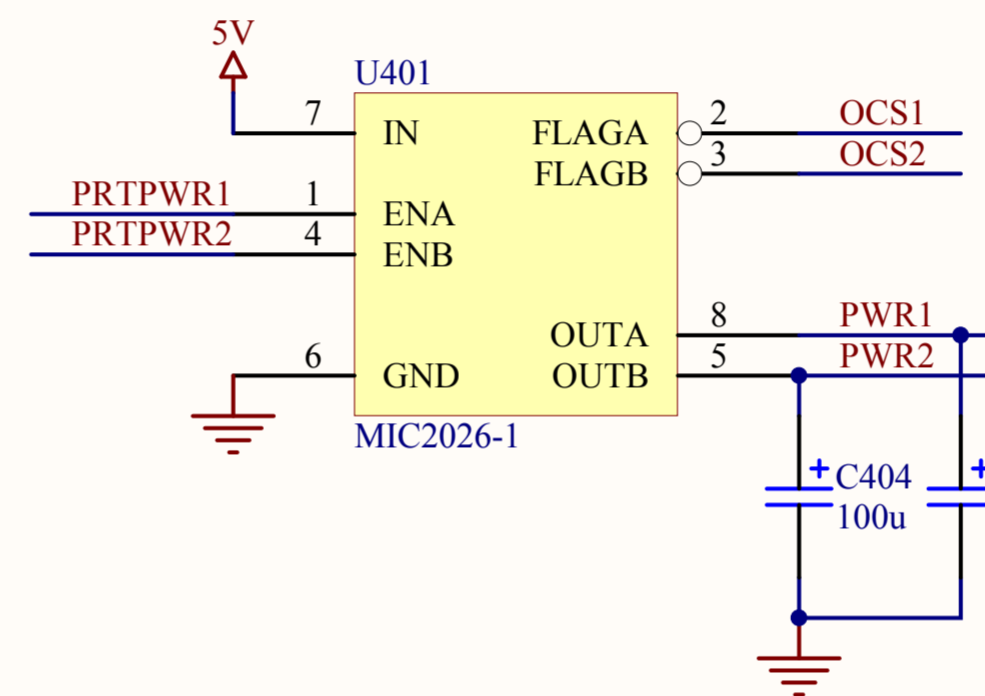 5V
U401
7 IN FLAGA 2 OCS1
FLAGB 3 OCS2
PRTPWR1 1 ENA
PRTPWR2 4 ENB
OUTA 8 PWR1
6 GND OUTB 5 PWR2
MIC2026-1
+ C404 +
100u